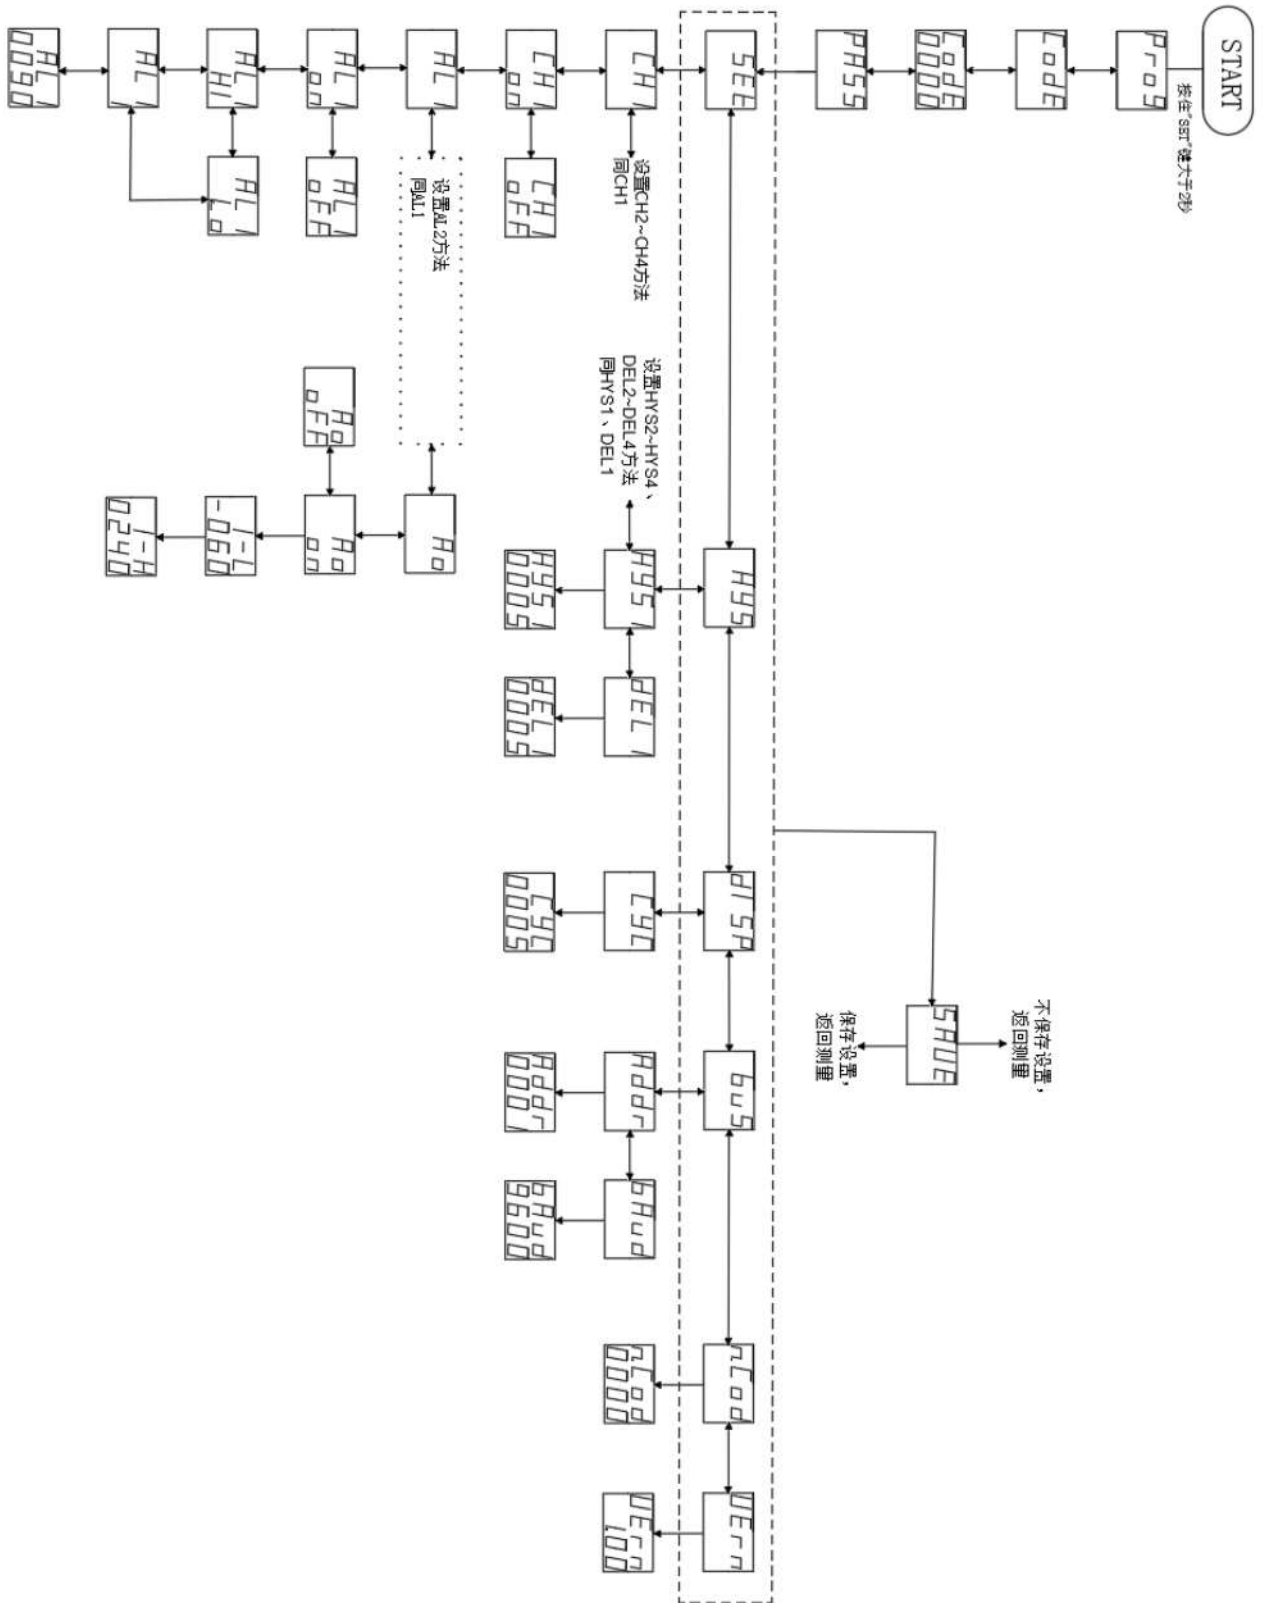 START
按住"SET"键大于2秒
Prog
CodE
不保存设置,
返回测量
CodE
0000
SAUE
PASS
保存设置,
返回测量
SEt
HYS
dISP
buS
nCod
UErn
CH1
设置CH2~CH4方法
同CH1
设置HYS2~HYS4、
DEL2~DEL4方法
同HYS1、DEL1
HYS1
dEL1
CYC
Addr
bAud
nCod
0000
UErn
1.00
CH1
on
CH1
oFF
HYS1
0005
dEL1
0005
CYC
0005
Addr
0001
bAud
9600
AL1
设置AL2方法
同AL1
Ao
AL1
on
AL1
oFF
Ao
oFF
Ao
on
AL1
HI
AL1
Lo
1-L
-060
AL1
1-H
0240
AL1
0090